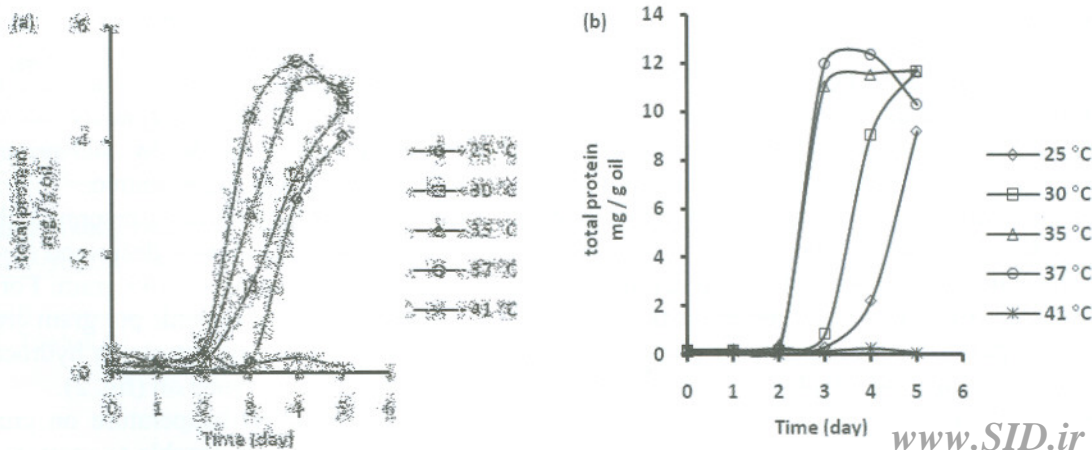 (a)
6
4
2
0
total protein
mg / g oil
0 1 2 3 4 5 6
Time (day)
25 °C
30 °C
35 °C
37 °C
41 °C
(b)
14
12
10
8
6
4
2
0
total protein
mg / g oil
0 1 2 3 4 5 6
Time (day)
25 °C
30 °C
35 °C
37 °C
41 °C
www.SID.ir